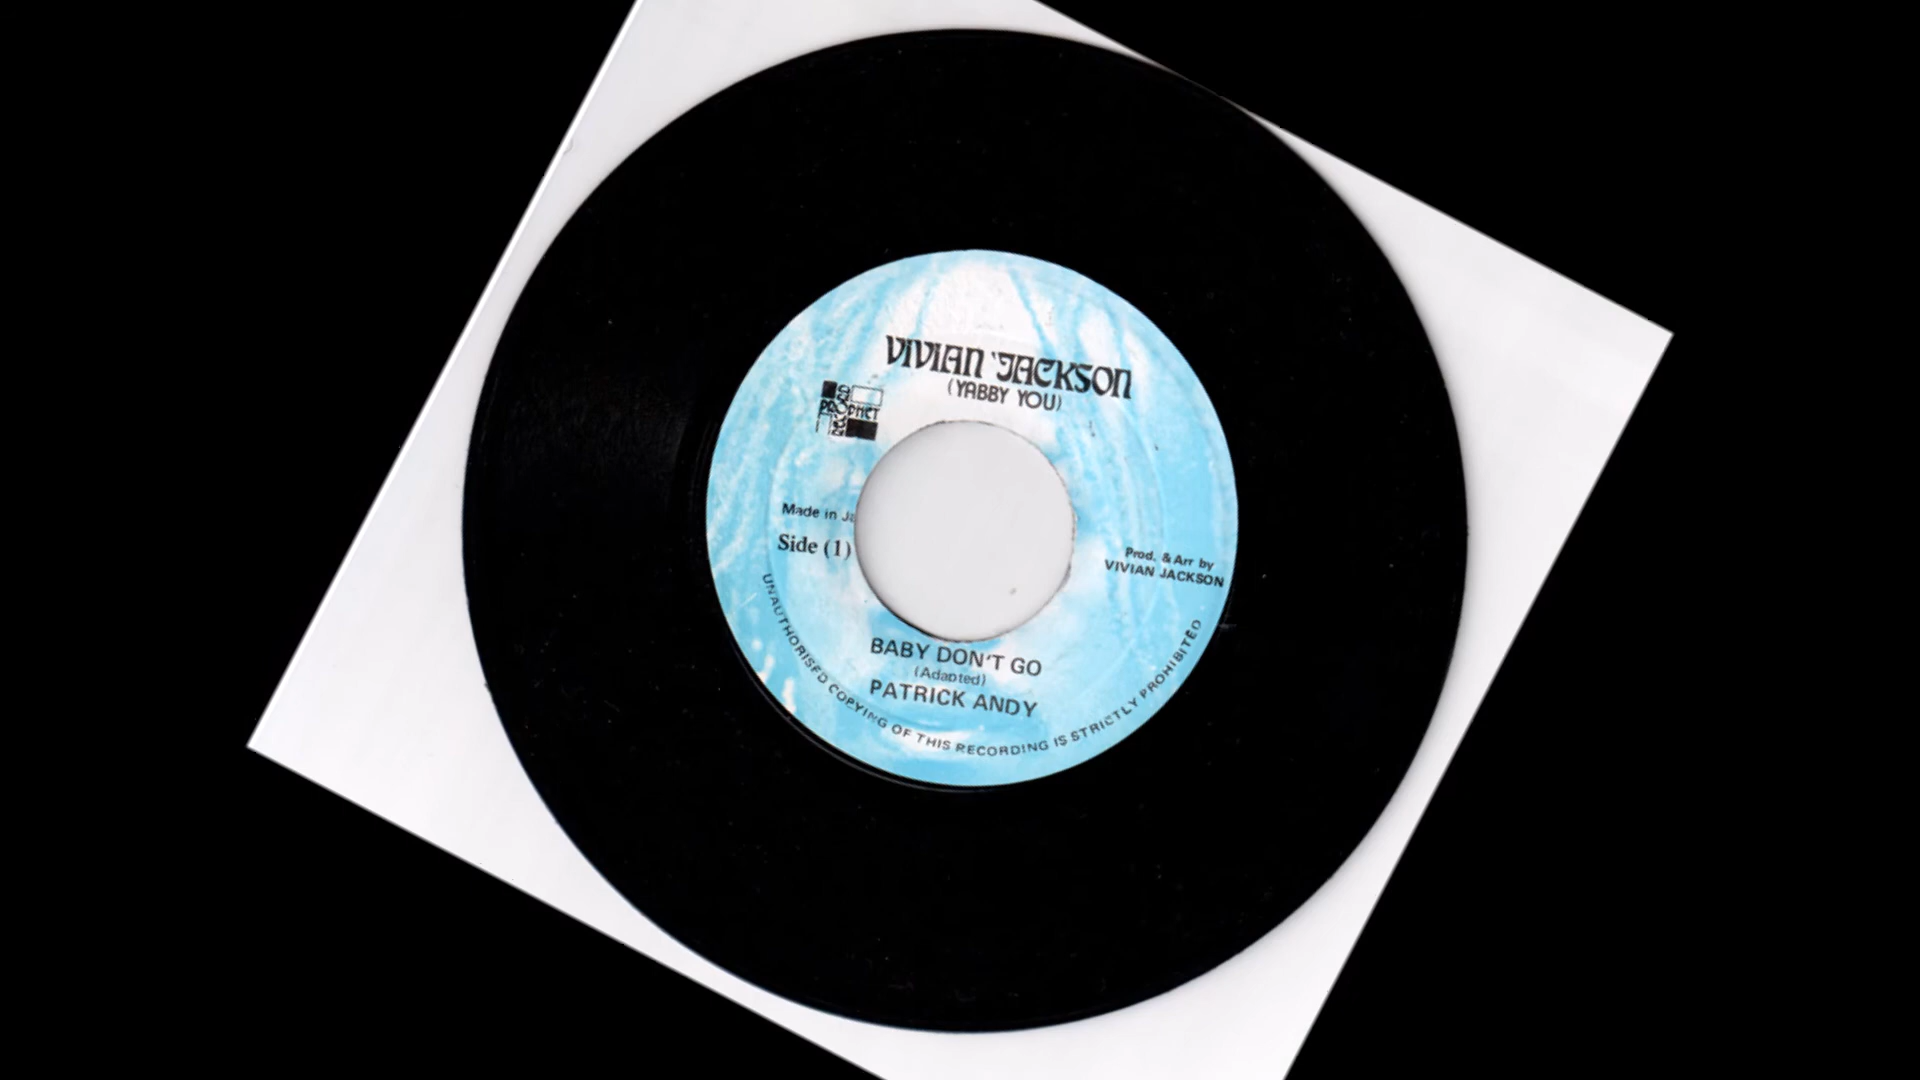 VIVIAN JACKSON
(YABBY YOU)
PROPHET
Made in Ja
Side (1)
Prod. & Arr by
VIVIAN JACKSON
BABY DON'T GO
(Adapted)
PATRICK ANDY
UNAUTHORISED COPYING OF THIS RECORDING IS STRICTLY PROHIBITED